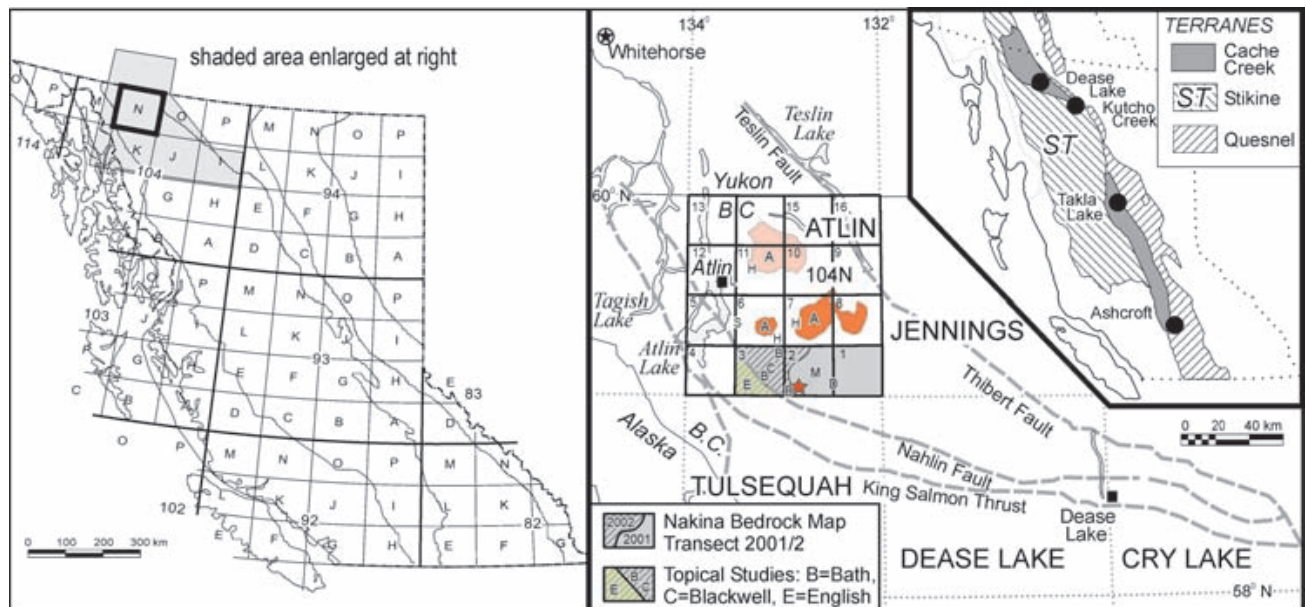 shaded area enlarged at right
O P M N O P M N O P
114
K J I L K J I
104
94
G H E F G H
B A D C B A
103
P M N O P
J L K J I
93
G H E F G H
E 83
C B A D C B A D
O P M N O P M N
102
L K J I L K
92
82
F G H E F
0 100 200 300 km
134° 132°
Whitehorse
Teslin Lake
Teslin Fault
Yukon
60° N
B C
13 15 16
ATLIN
12 11 A 10 9
H
Atlin
104N
Tagish Lake
5 6 7 8
S A H A
H
JENNINGS
Atlin Lake
4 3 B 2 1
B C M
E D
Alaska
B.C.
Thibert Fault
Nahlin Fault
TULSEQUAH
King Salmon Thrust
Dease Lake
DEASE LAKE
CRY LAKE
58° N
0 20 40 km
2002
2001
Nakina Bedrock Map
Transect 2001/2
E B C
Topical Studies: B=Bath,
C=Blackwell, E=English
TERRANES
Cache Creek
ST Stikine
Quesnel
Dease Lake
Kutcho Creek
ST
Takla Lake
Ashcroft